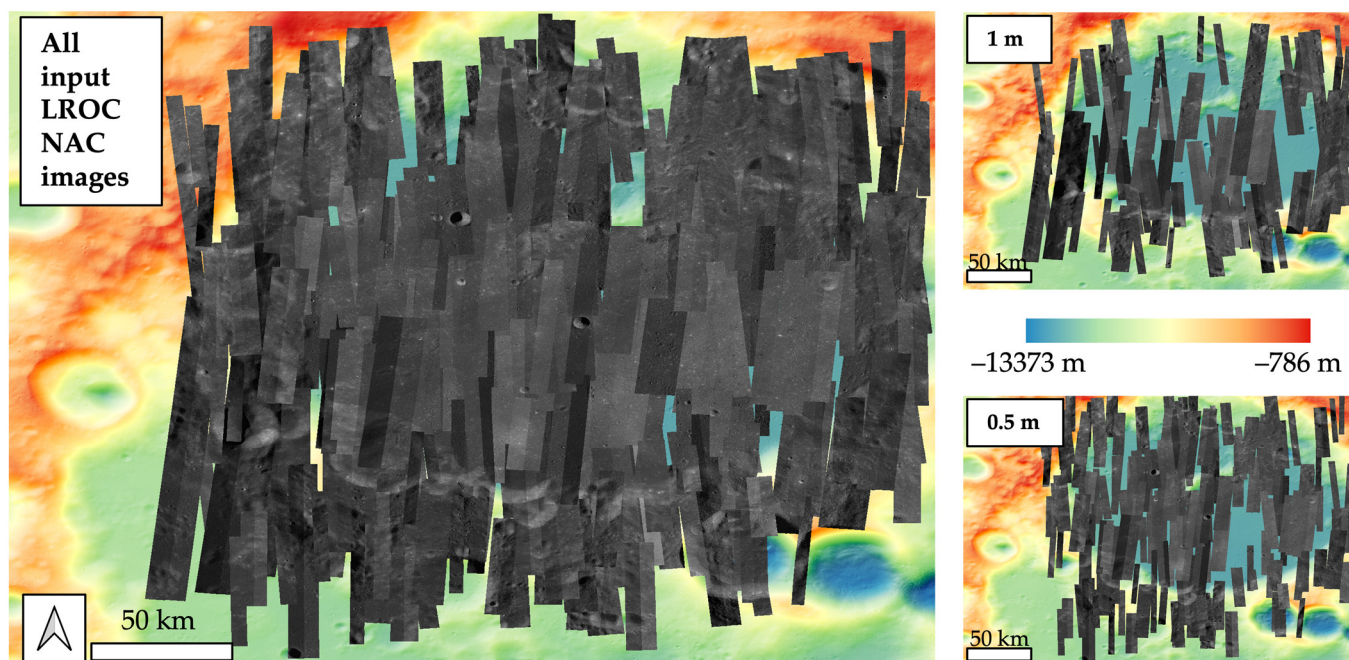 All
input
LROC
NAC
images
50 km
1 m
50 km
–13373 m
–786 m
0.5 m
50 km